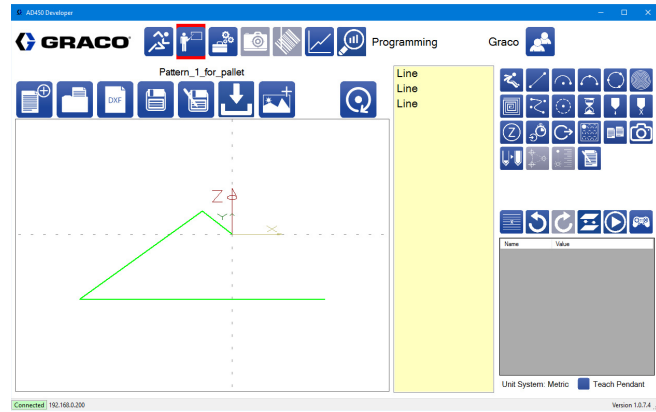 AD450 Developer
GRACO
Programming
Graco
Pattern_1_for_pallet
DXF
Line
Line
Line
Z
Y
X
Z
Name Value
Unit System: Metric Teach Pendant
Connected 192.168.0.200 Version 1.0.7.4